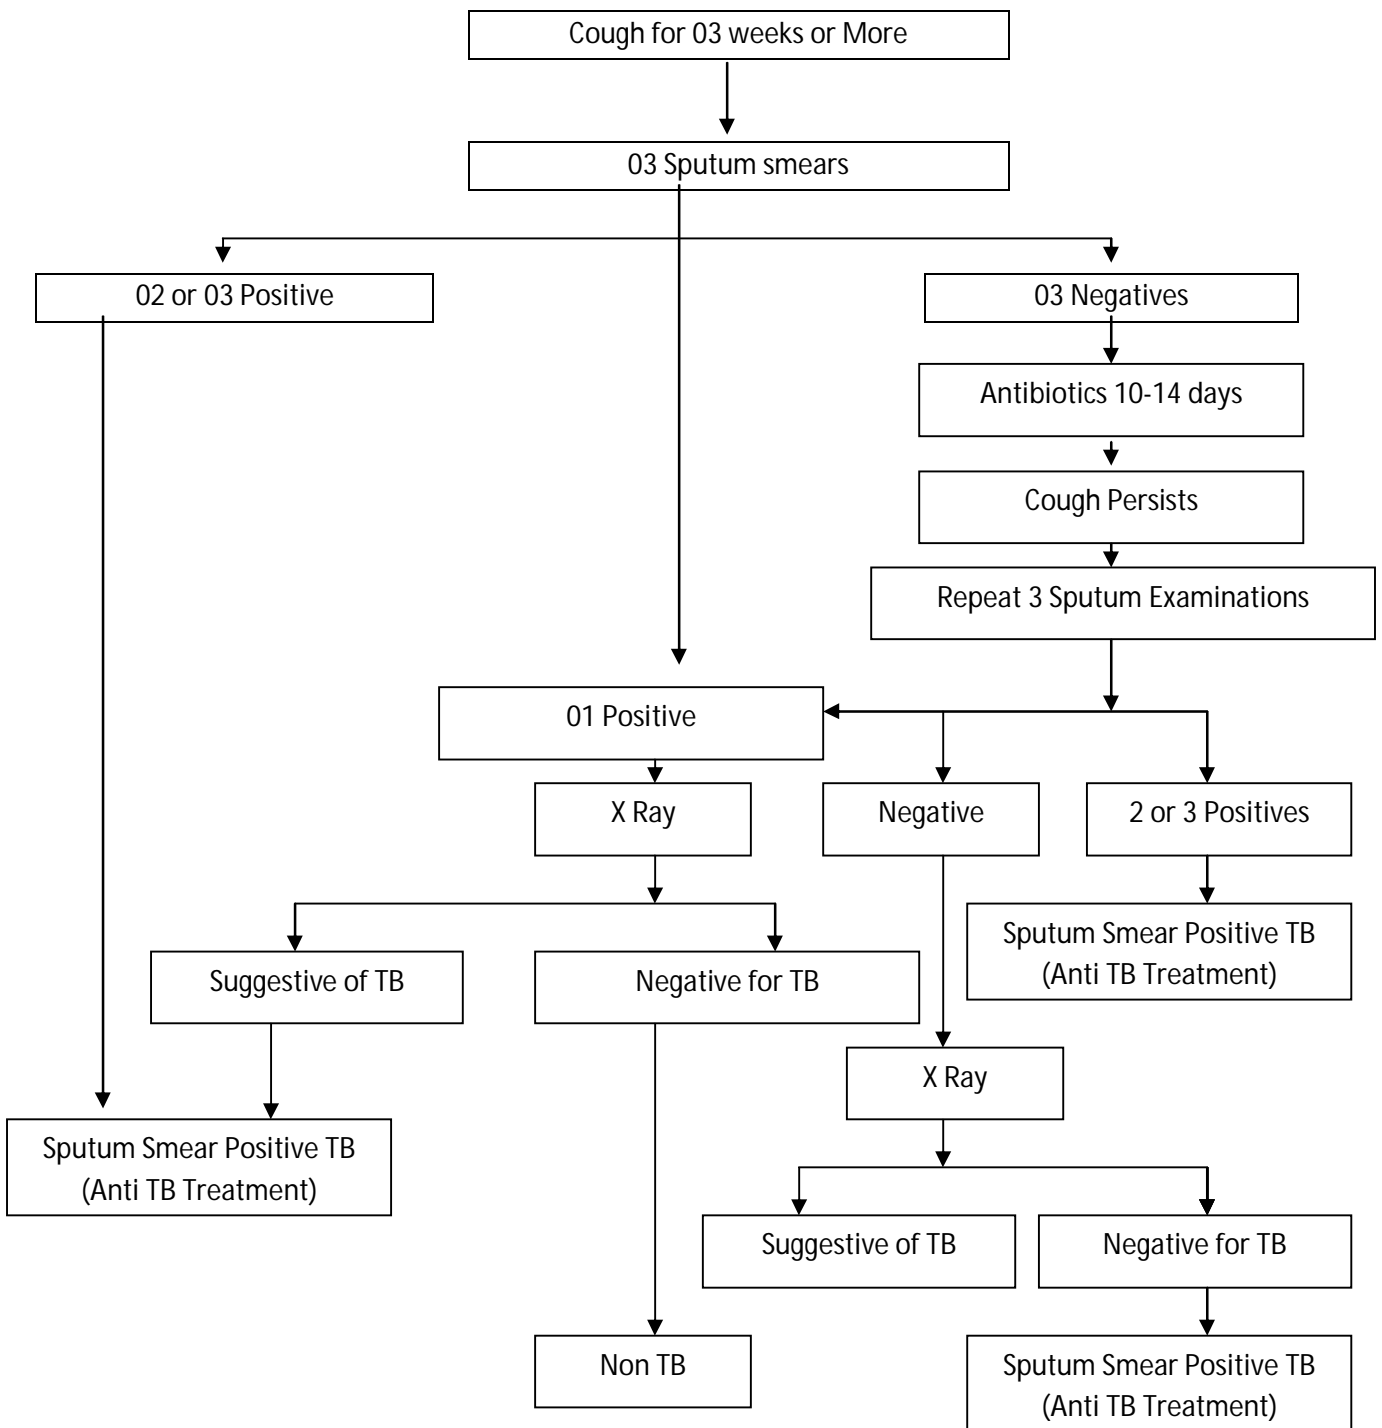 Cough for 03 weeks or More
03 Sputum smears
02 or 03 Positive
03 Negatives
Antibiotics 10-14 days
Cough Persists
Repeat 3 Sputum Examinations
01 Positive
X Ray
Negative
2 or 3 Positives
Sputum Smear Positive TB
(Anti TB Treatment)
Suggestive of TB
Negative for TB
X Ray
Sputum Smear Positive TB
(Anti TB Treatment)
Suggestive of TB
Negative for TB
Non TB
Sputum Smear Positive TB
(Anti TB Treatment)